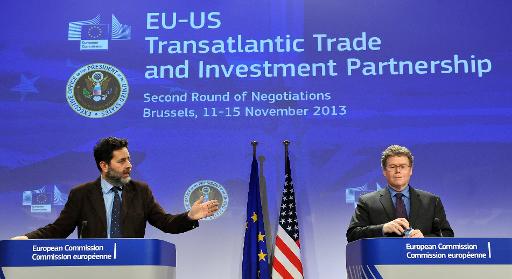 EU-US
Transatlantic Trade
and Investment Partnership
Second Round of Negotiations
Brussels, 11-15 November 2013
European Commission
Commission européenne
European Commission
Commission européenne